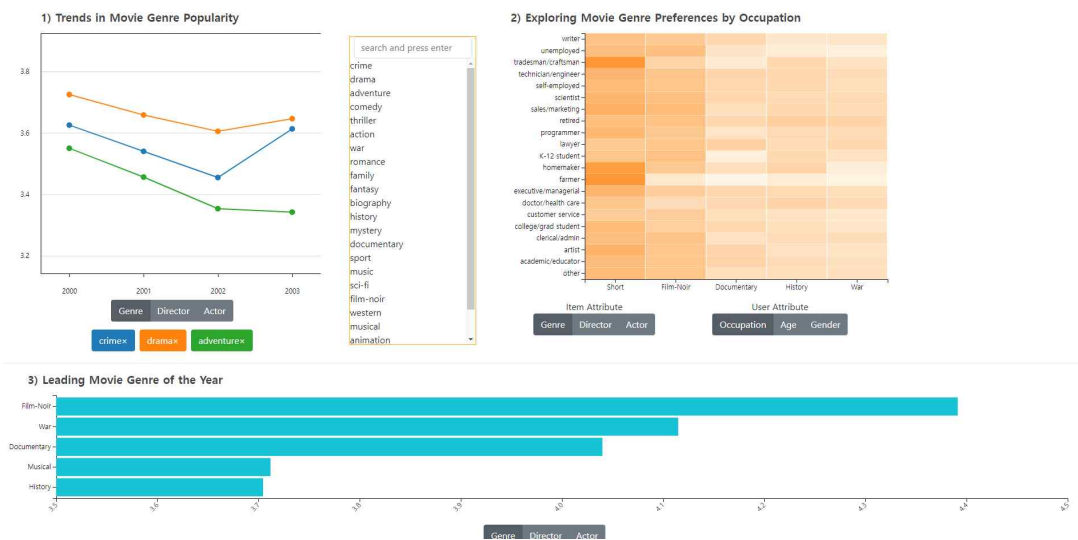 1) Trends in Movie Genre Popularity
3.8
3.6
3.4
3.2
2000 2001 2002 2003
Genre Director Actor
crime× drama× adventure×
search and press enter
crime
drama
adventure
comedy
thriller
action
war
romance
family
fantasy
biography
history
mystery
documentary
sport
music
sci-fi
film-noir
western
musical
animation
2) Exploring Movie Genre Preferences by Occupation
writer
unemployed
tradesman/craftsman
technician/engineer
self-employed
scientist
sales/marketing
retired
programmer
lawyer
K-12 student
homemaker
farmer
executive/managerial
doctor/health care
customer service
college/grad student
clerical/admin
artist
academic/educator
other
Short Film-Noir Documentary History War
Item Attribute User Attribute
Genre Director Actor Occupation Age Gender
3) Leading Movie Genre of the Year
Film-Noir
War
Documentary
Musical
History
3.5 3.6 3.7 3.8 3.9 4.0 4.1 4.2 4.3 4.4 4.5
Genre Director Actor